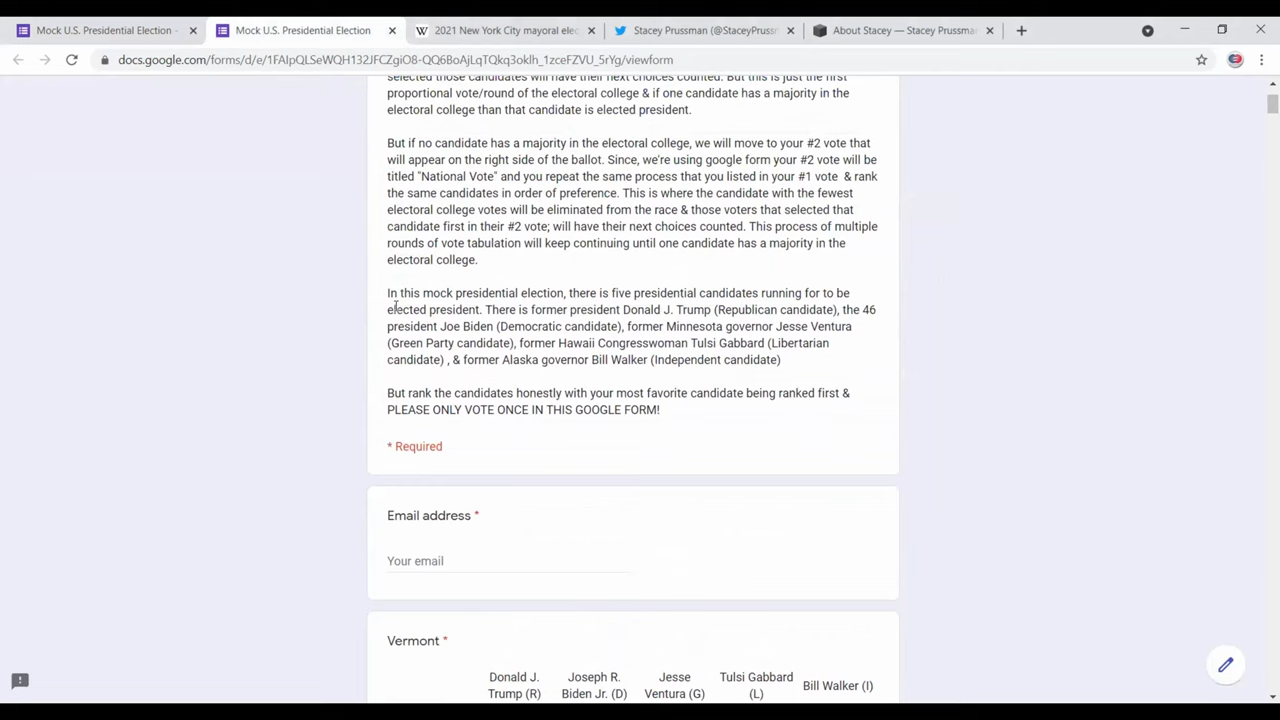 Mock U.S. Presidential Election -
Mock U.S. Presidential Election
2021 New York City mayoral elec
Stacey Prussman (@StaceyPrussm
About Stacey — Stacey Prussman
docs.google.com/forms/d/e/1FAIpQLSeWQH132JFCZgiO8-QQ6BoAjLqTQkq3oklh_1zceFZVU_5rYg/viewform
selected those candidates will have their next choices counted. But this is just the first
proportional vote/round of the electoral college & if one candidate has a majority in the
electoral college than that candidate is elected president.
But if no candidate has a majority in the electoral college, we will move to your #2 vote that
will appear on the right side of the ballot. Since, we're using google form your #2 vote will be
titled "National Vote" and you repeat the same process that you listed in your #1 vote & rank
the same candidates in order of preference. This is where the candidate with the fewest
electoral college votes will be eliminated from the race & those voters that selected that
candidate first in their #2 vote; will have their next choices counted. This process of multiple
rounds of vote tabulation will keep continuing until one candidate has a majority in the
electoral college.
In this mock presidential election, there is five presidential candidates running for to be
elected president. There is former president Donald J. Trump (Republican candidate), the 46
president Joe Biden (Democratic candidate), former Minnesota governor Jesse Ventura
(Green Party candidate), former Hawaii Congresswoman Tulsi Gabbard (Libertarian
candidate) , & former Alaska governor Bill Walker (Independent candidate)
But rank the candidates honestly with your most favorite candidate being ranked first &
PLEASE ONLY VOTE ONCE IN THIS GOOGLE FORM!
* Required
Email address *
Your email
Vermont *
Donald J. Trump (R)
Joseph R. Biden Jr. (D)
Jesse Ventura (G)
Tulsi Gabbard (L)
Bill Walker (I)